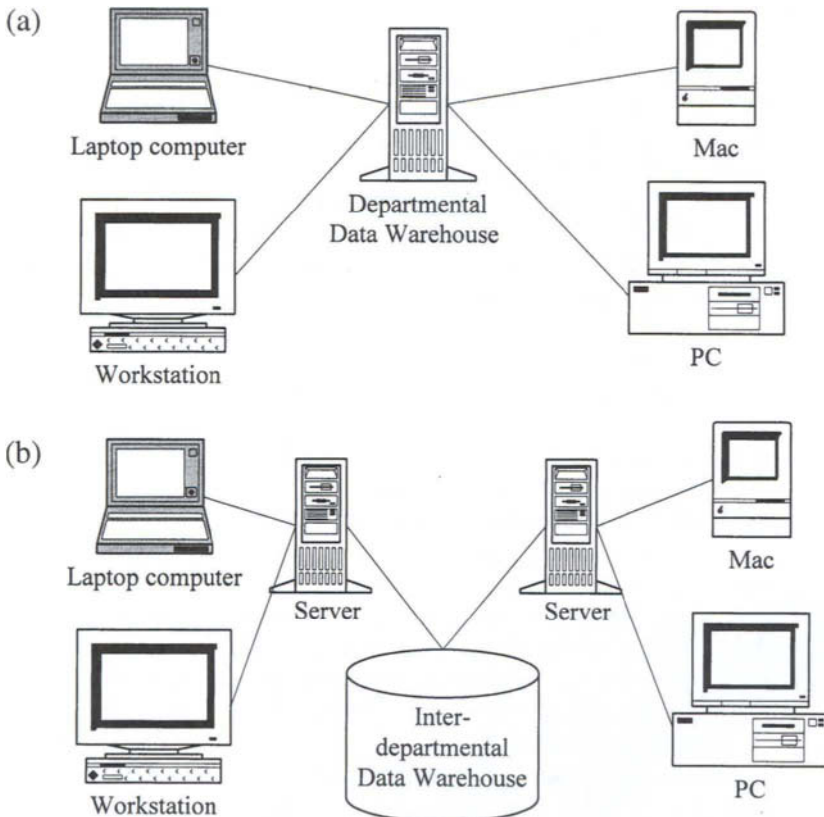 (a)
Laptop computer
Departmental
Data Warehouse
Mac
Workstation
PC
(b)
Laptop computer
Server
Server
Mac
Inter-
departmental
Data Warehouse
Workstation
PC